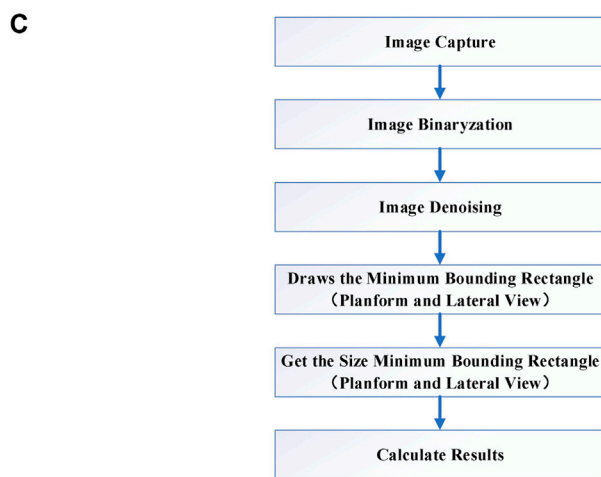 C
Image Capture
Image Binaryzation
Image Denoising
Draws the Minimum Bounding Rectangle
（Planform and Lateral View）
Get the Size Minimum Bounding Rectangle
（Planform and Lateral View）
Calculate Results